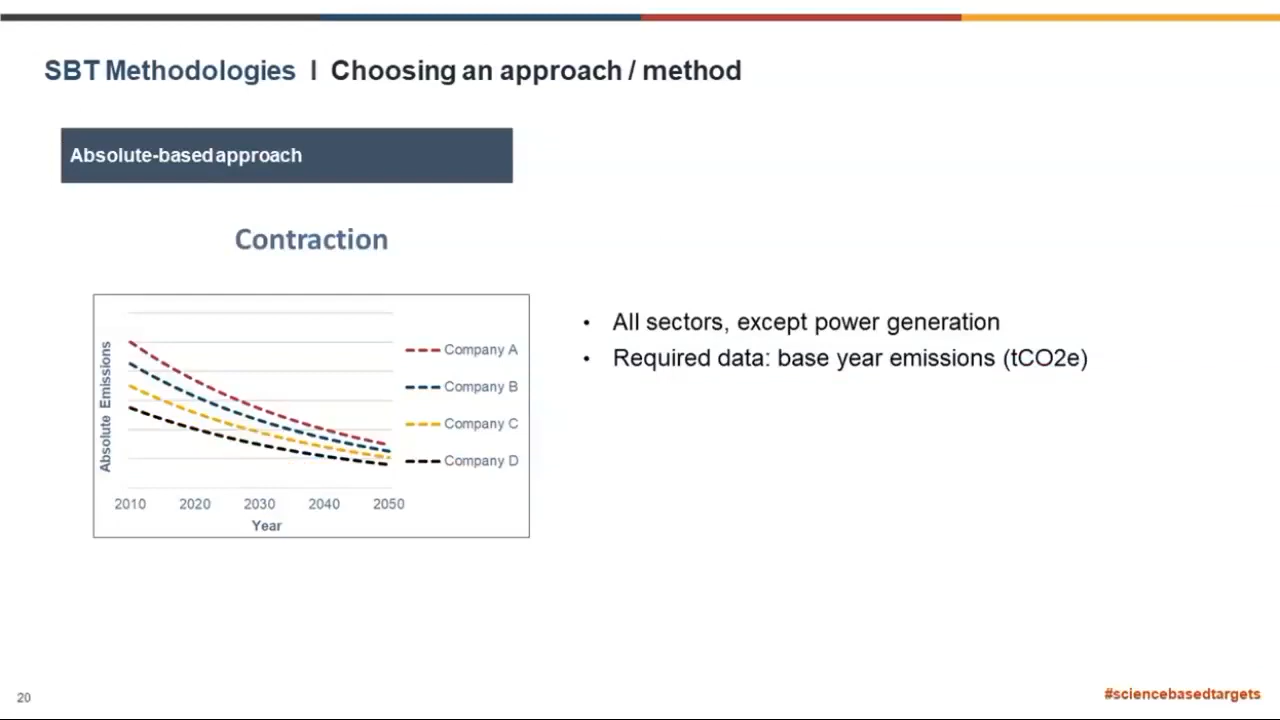 SBT Methodologies | Choosing an approach / method
Absolute-based approach
Contraction
Absolute Emissions
Company A
Company B
Company C
Company D
2010 2020 2030 2040 2050
Year
• All sectors, except power generation
• Required data: base year emissions (tCO2e)
20
#sciencebasedtargets